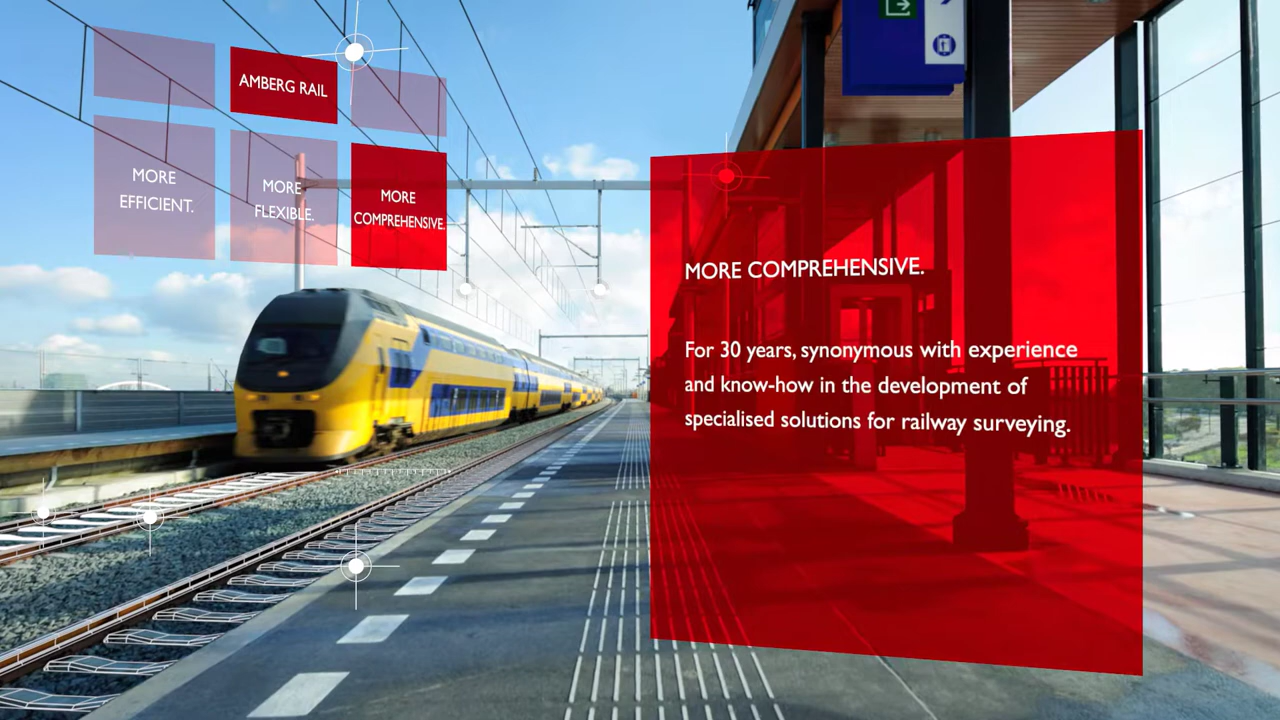 AMBERG RAIL
MORE
EFFICIENT.
MORE
FLEXIBLE.
MORE
COMPREHENSIVE.
MORE COMPREHENSIVE.
For 30 years, synonymous with experience
and know-how in the development of
specialised solutions for railway surveying.